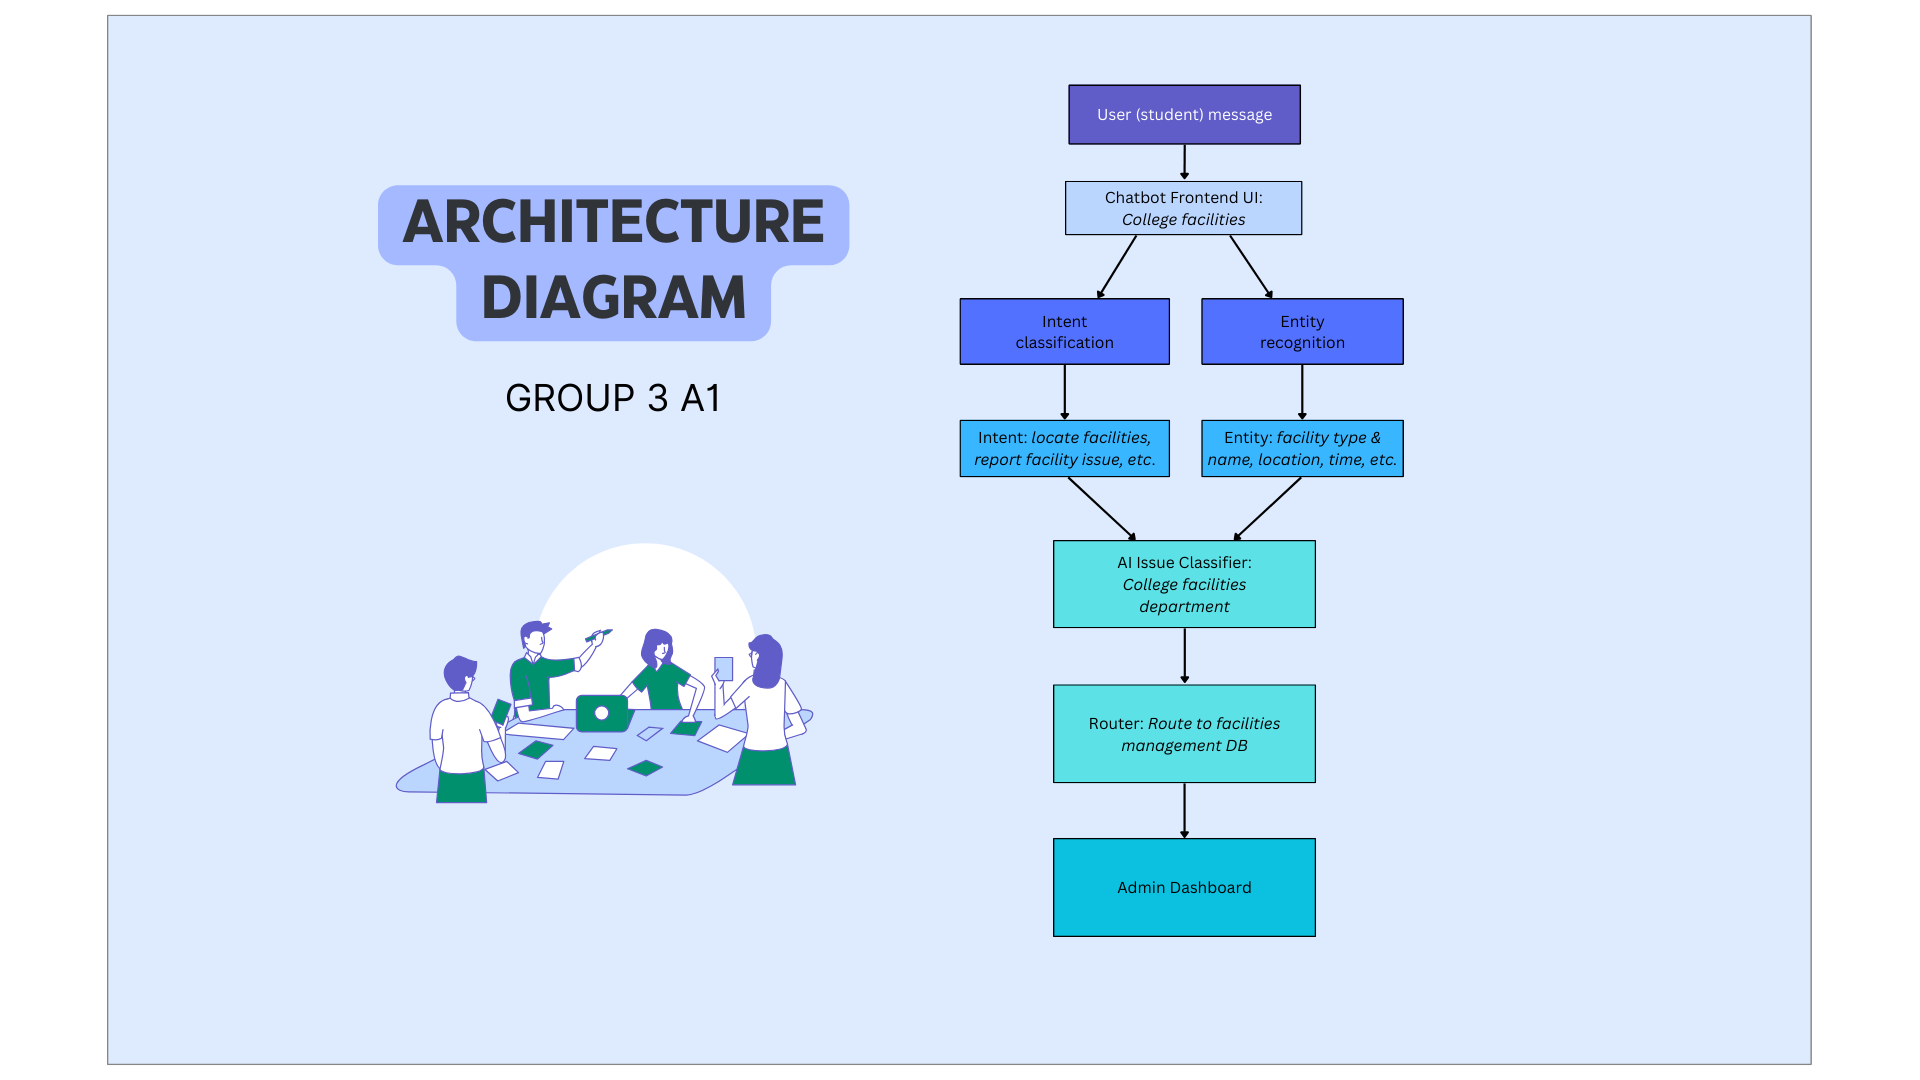 ARCHITECTURE
DIAGRAM
GROUP 3 A1
User (student) message
Chatbot Frontend UI:
College facilities
Intent
classification
Entity
recognition
Intent: locate facilities,
report facility issue, etc.
Entity: facility type &
name, location, time, etc.
AI Issue Classifier:
College facilities
department
Router: Route to facilities
management DB
Admin Dashboard